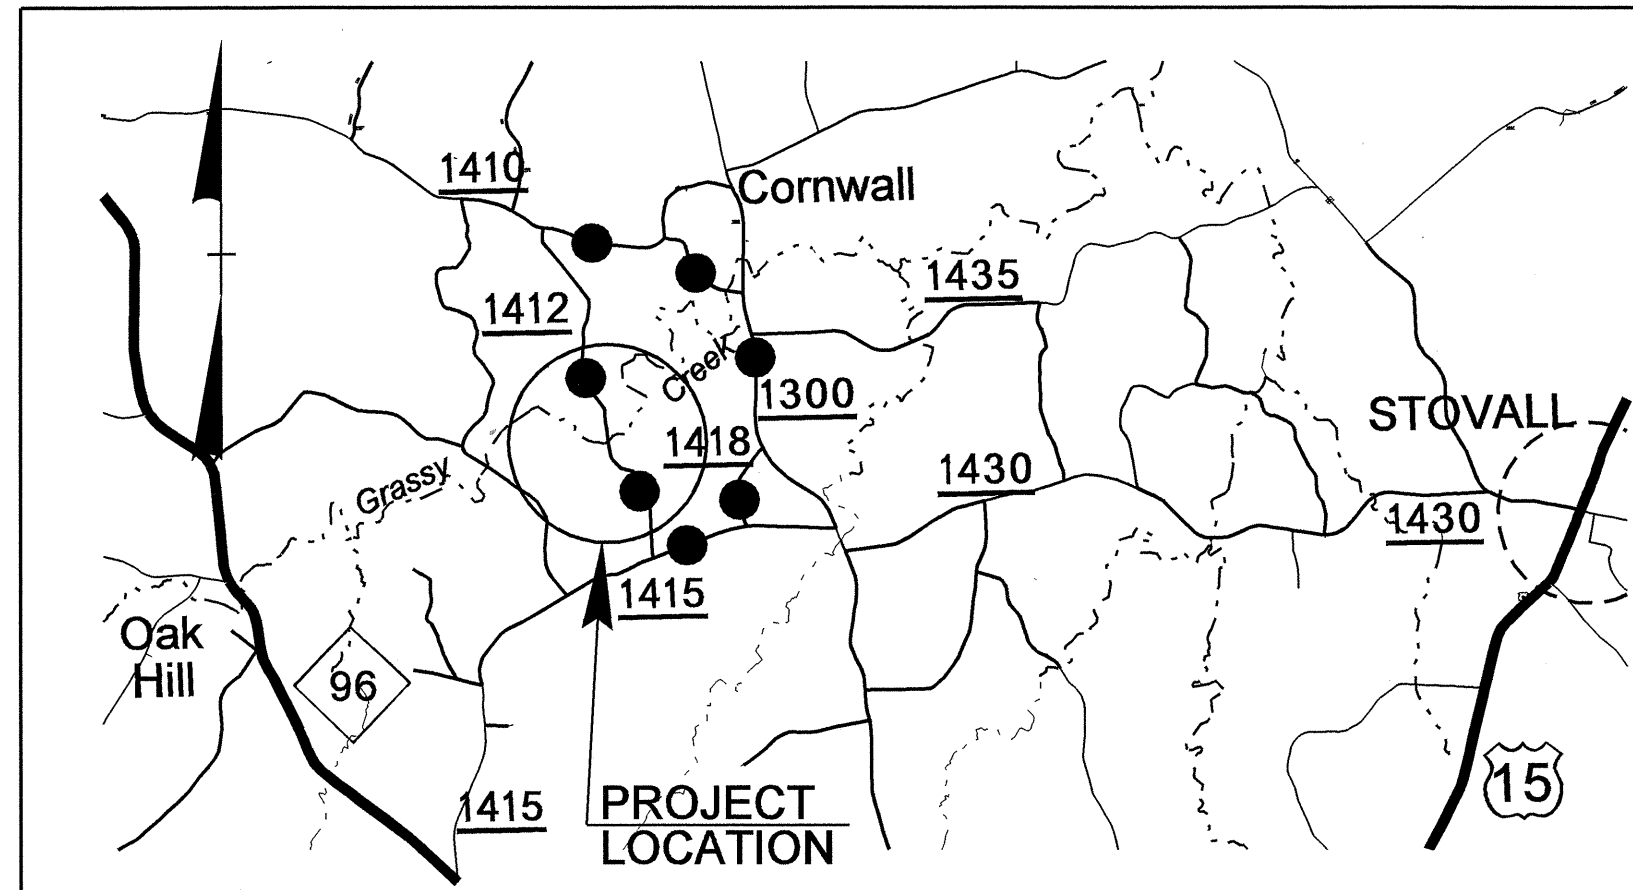 1410
Cornwall
1435
1412
Creek
1300
STOVALL
1418
1430
Grassy
1430
1415
Oak
Hill
96
15
1415
PROJECT
LOCATION